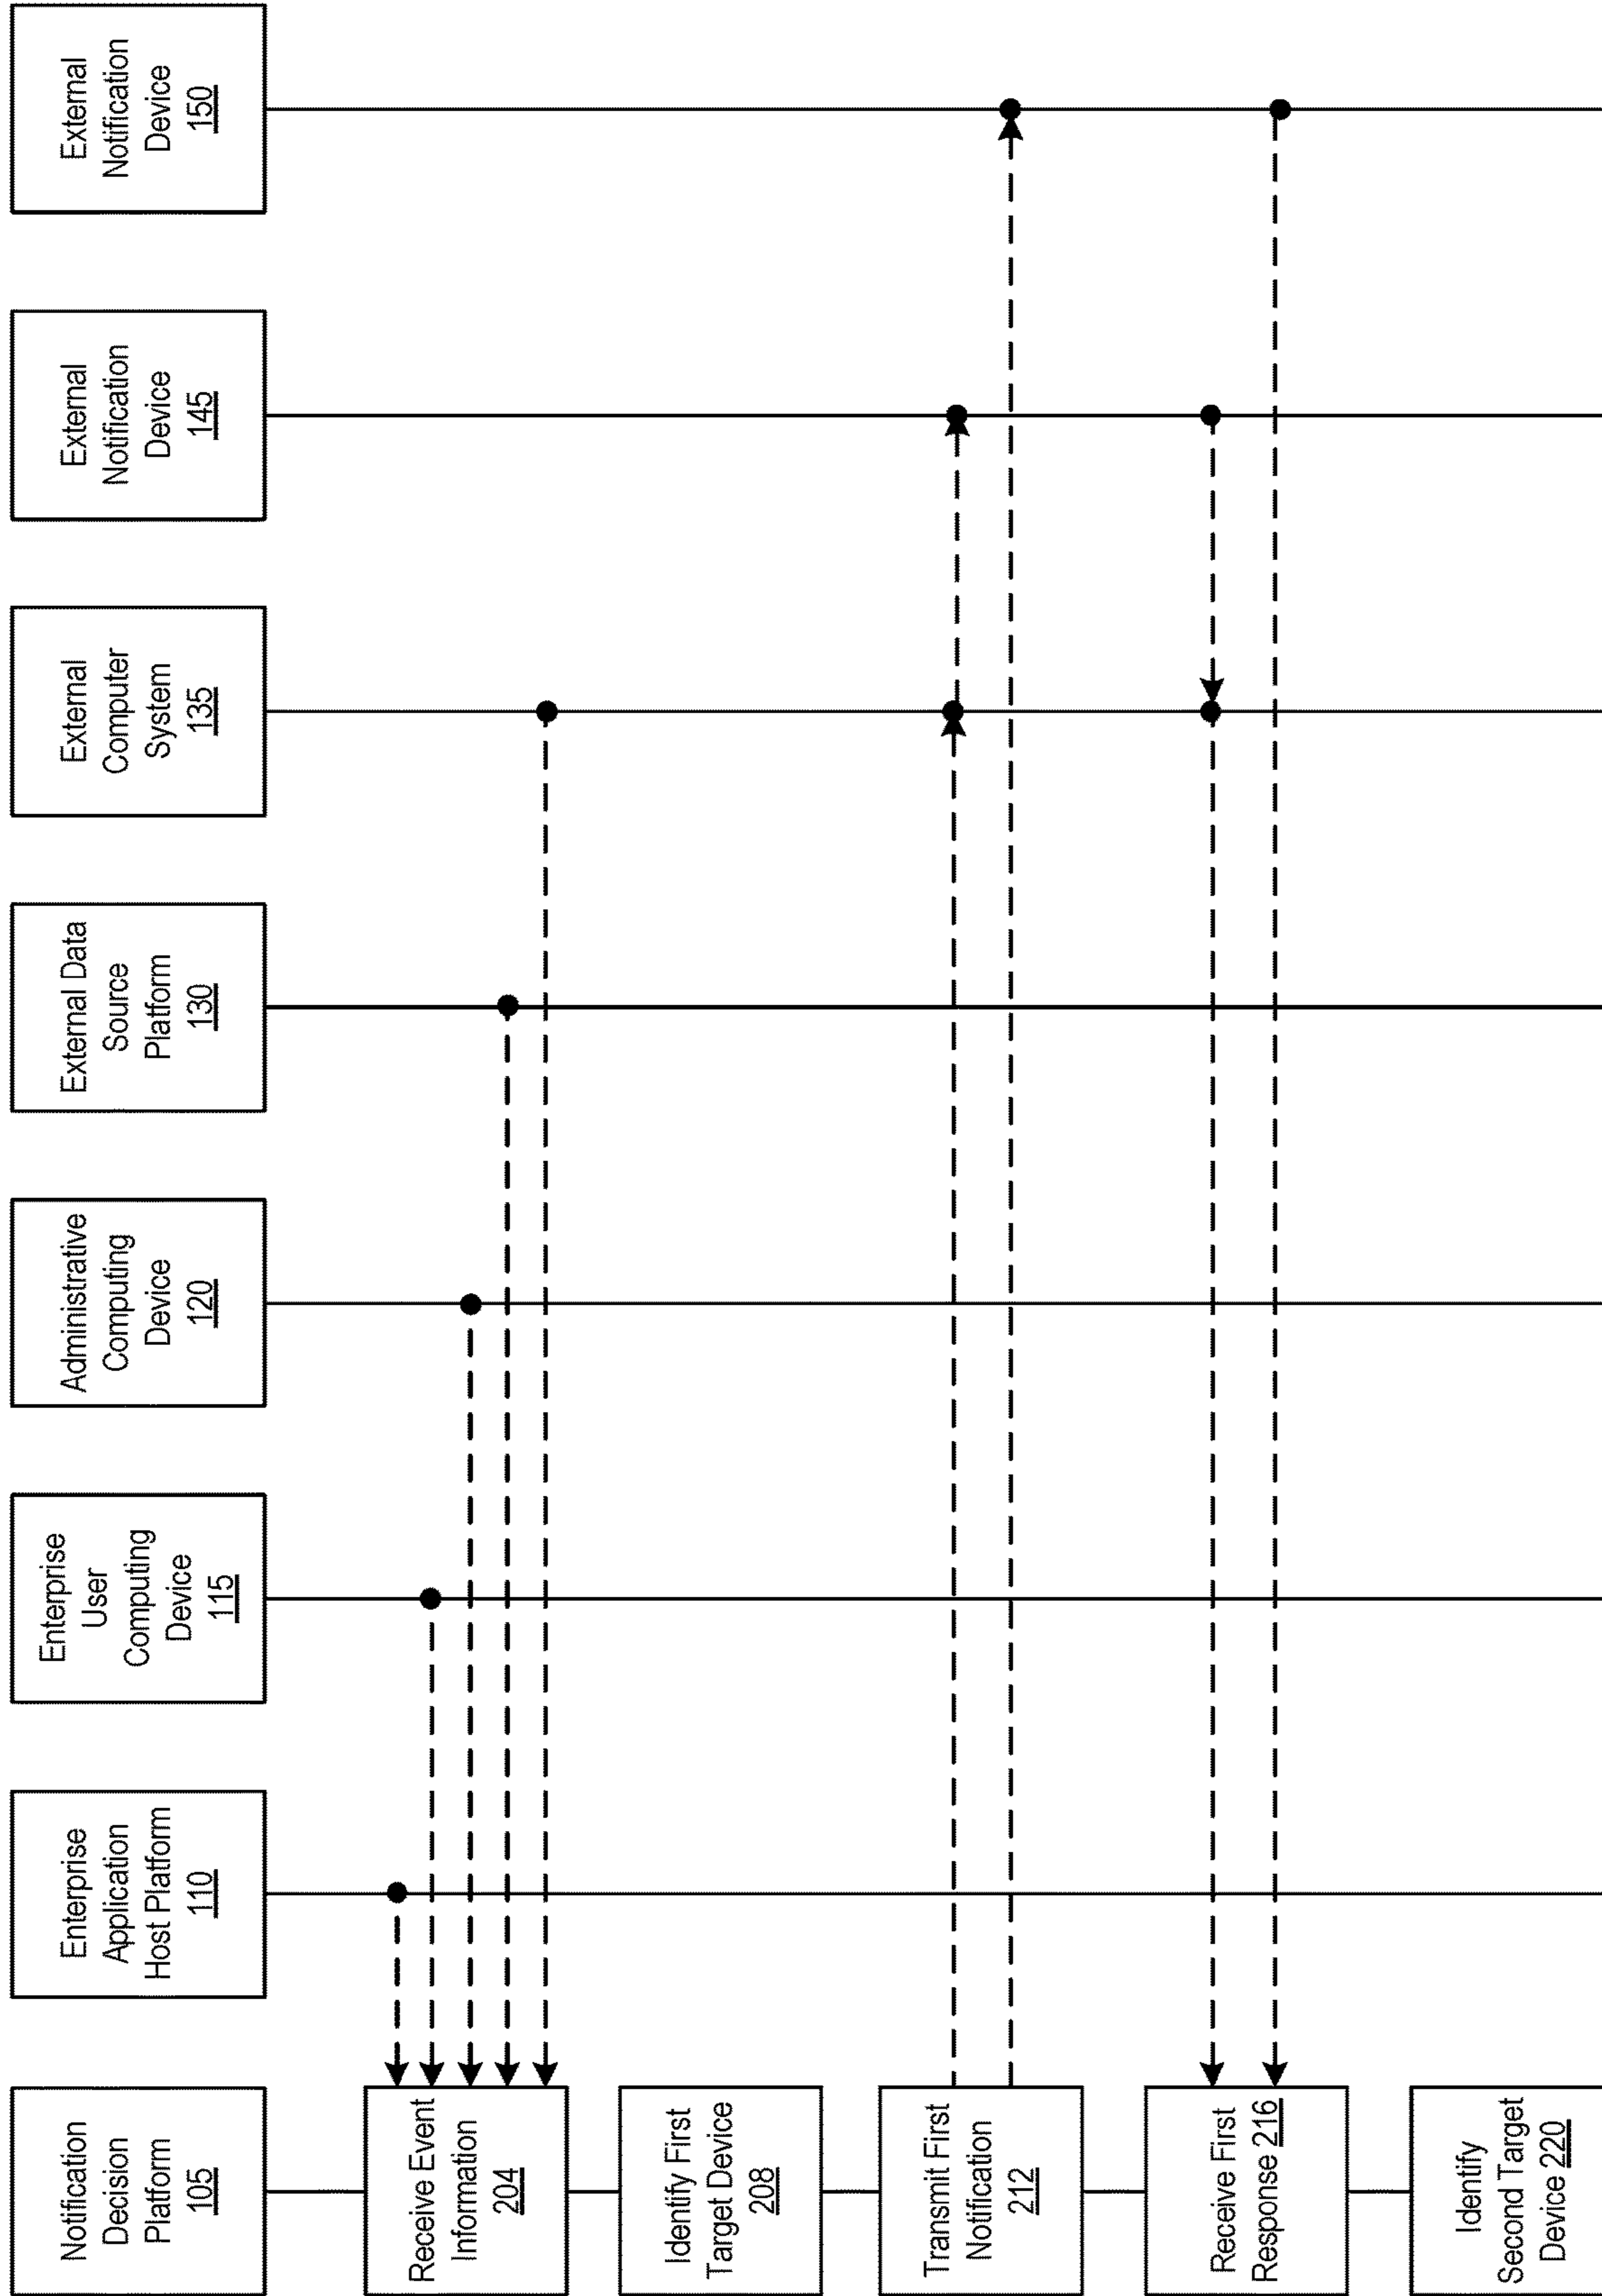 Notification
Decision
Platform
105
Enterprise
Application
Host Platform
110
Enterprise
User
Computing
Device
115
Administrative
Computing
Device
120
External Data
Source
Platform
130
External
Computer
System
135
External
Notification
Device
145
External
Notification
Device
150
Receive Event
Information
204
Identify First
Target Device
208
Transmit First
Notification
212
Receive First
Response 216
Identify
Second Target
Device 220